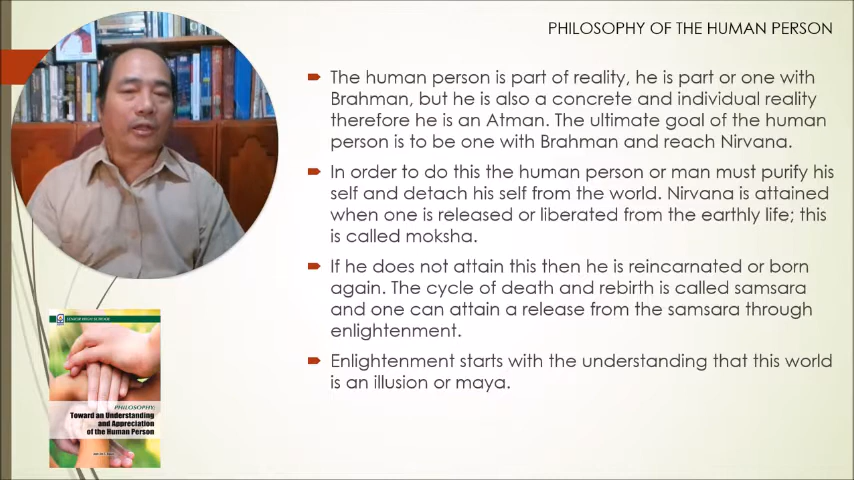 PHILOSOPHY OF THE HUMAN PERSON
The human person is part of reality, he is part or one with
Brahman, but he is also a concrete and individual reality
therefore he is an Atman. The ultimate goal of the human
person is to be one with Brahman and reach Nirvana.
In order to do this the human person or man must purify his
self and detach his self from the world. Nirvana is attained
when one is released or liberated from the earthly life; this
is called moksha.
If he does not attain this then he is reincarnated or born
again. The cycle of death and rebirth is called samsara
and one can attain a release from the samsara through
enlightenment.
Enlightenment starts with the understanding that this world
is an illusion or maya.
SENIOR HIGH SCHOOL
PHILOSOPHY:
Toward an Understanding
and Appreciation
of the Human Person